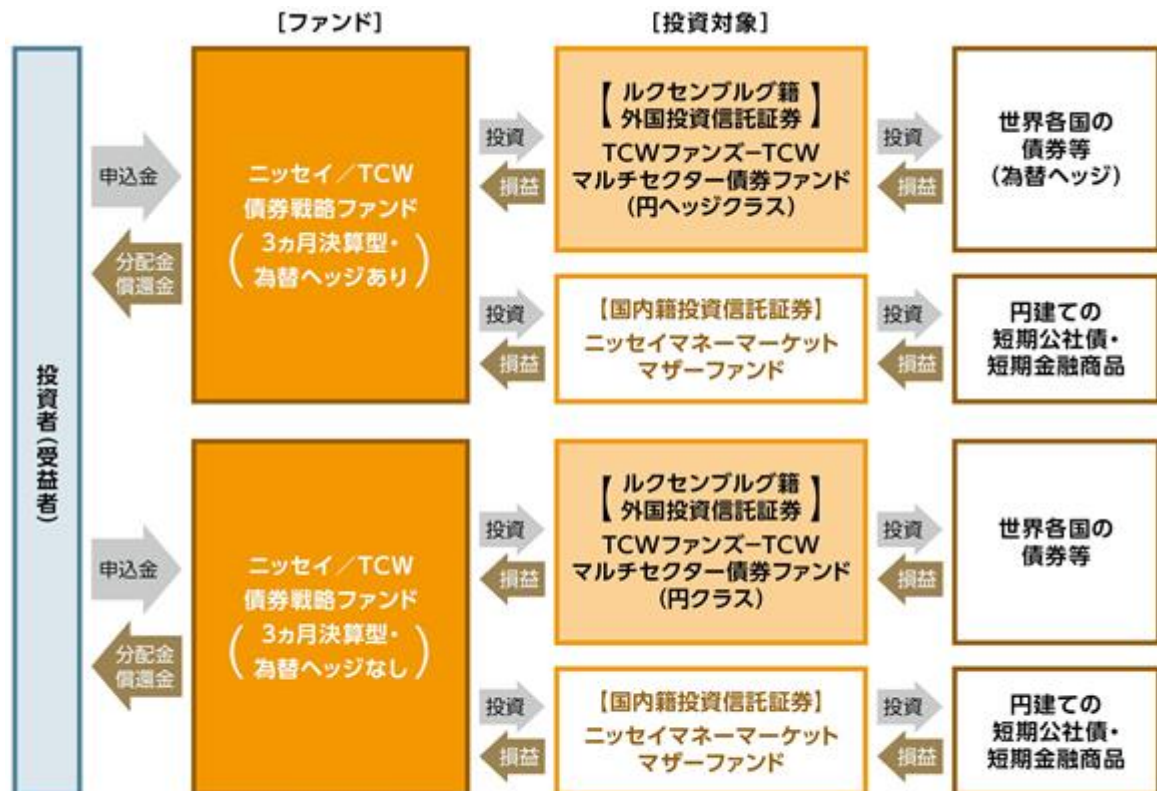 ［ファンド］
［投資対象］
投資者（受益者）
申込金
分配金
償還金
ニッセイ／TCW
債券戦略ファンド
（3ヵ月決算型・
為替ヘッジあり）
投資
損益
【ルクセンブルグ籍
外国投資信託証券】
TCWファンズーTCW
マルチセクター債券ファンド
（円ヘッジクラス）
投資
損益
世界各国の
債券等
（為替ヘッジ）
投資
損益
【国内籍投資信託証券】
ニッセイマネーマーケット
マザーファンド
投資
損益
円建ての
短期公社債・
短期金融商品
申込金
分配金
償還金
ニッセイ／TCW
債券戦略ファンド
（3ヵ月決算型・
為替ヘッジなし）
投資
損益
【ルクセンブルグ籍
外国投資信託証券】
TCWファンズーTCW
マルチセクター債券ファンド
（円クラス）
投資
損益
世界各国の
債券等
投資
損益
【国内籍投資信託証券】
ニッセイマネーマーケット
マザーファンド
投資
損益
円建ての
短期公社債・
短期金融商品